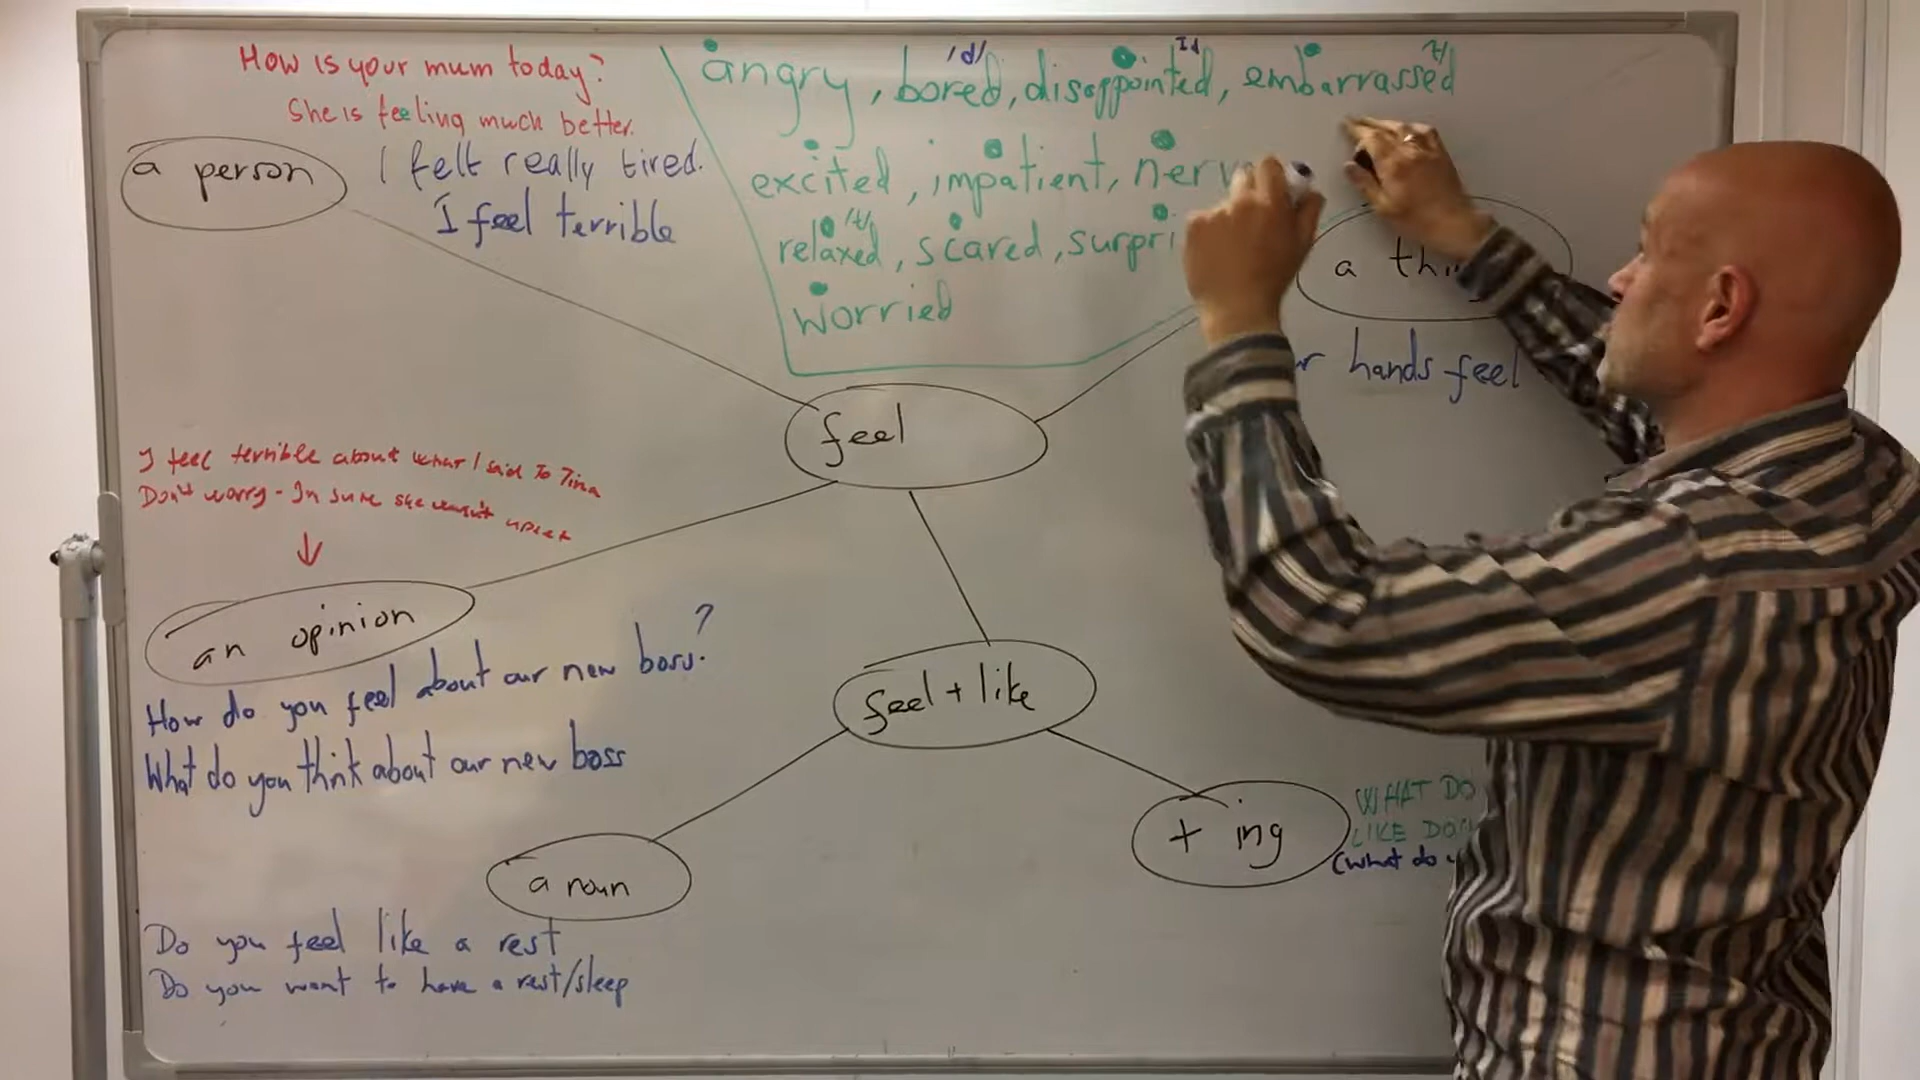 How is your mum today?
She is feeling much better.
a person
I felt really tired.
I feel terrible
angry, bored, disappointed, embarrassed
/d/
Id
/t/
excited, impatient,
relaxed, scared,
/t/
worried
a
hands feel
feel
I feel terrible about what I said to Tina
Don't worry - I'm sure she wasn't upset
an opinion
How do you feel about our new boss?
What do you think about our new boss
feel + like
a noun
Do you feel like a rest
Do you want to have a rest/sleep
+ ing
WHAT DO
LIKE
(what do